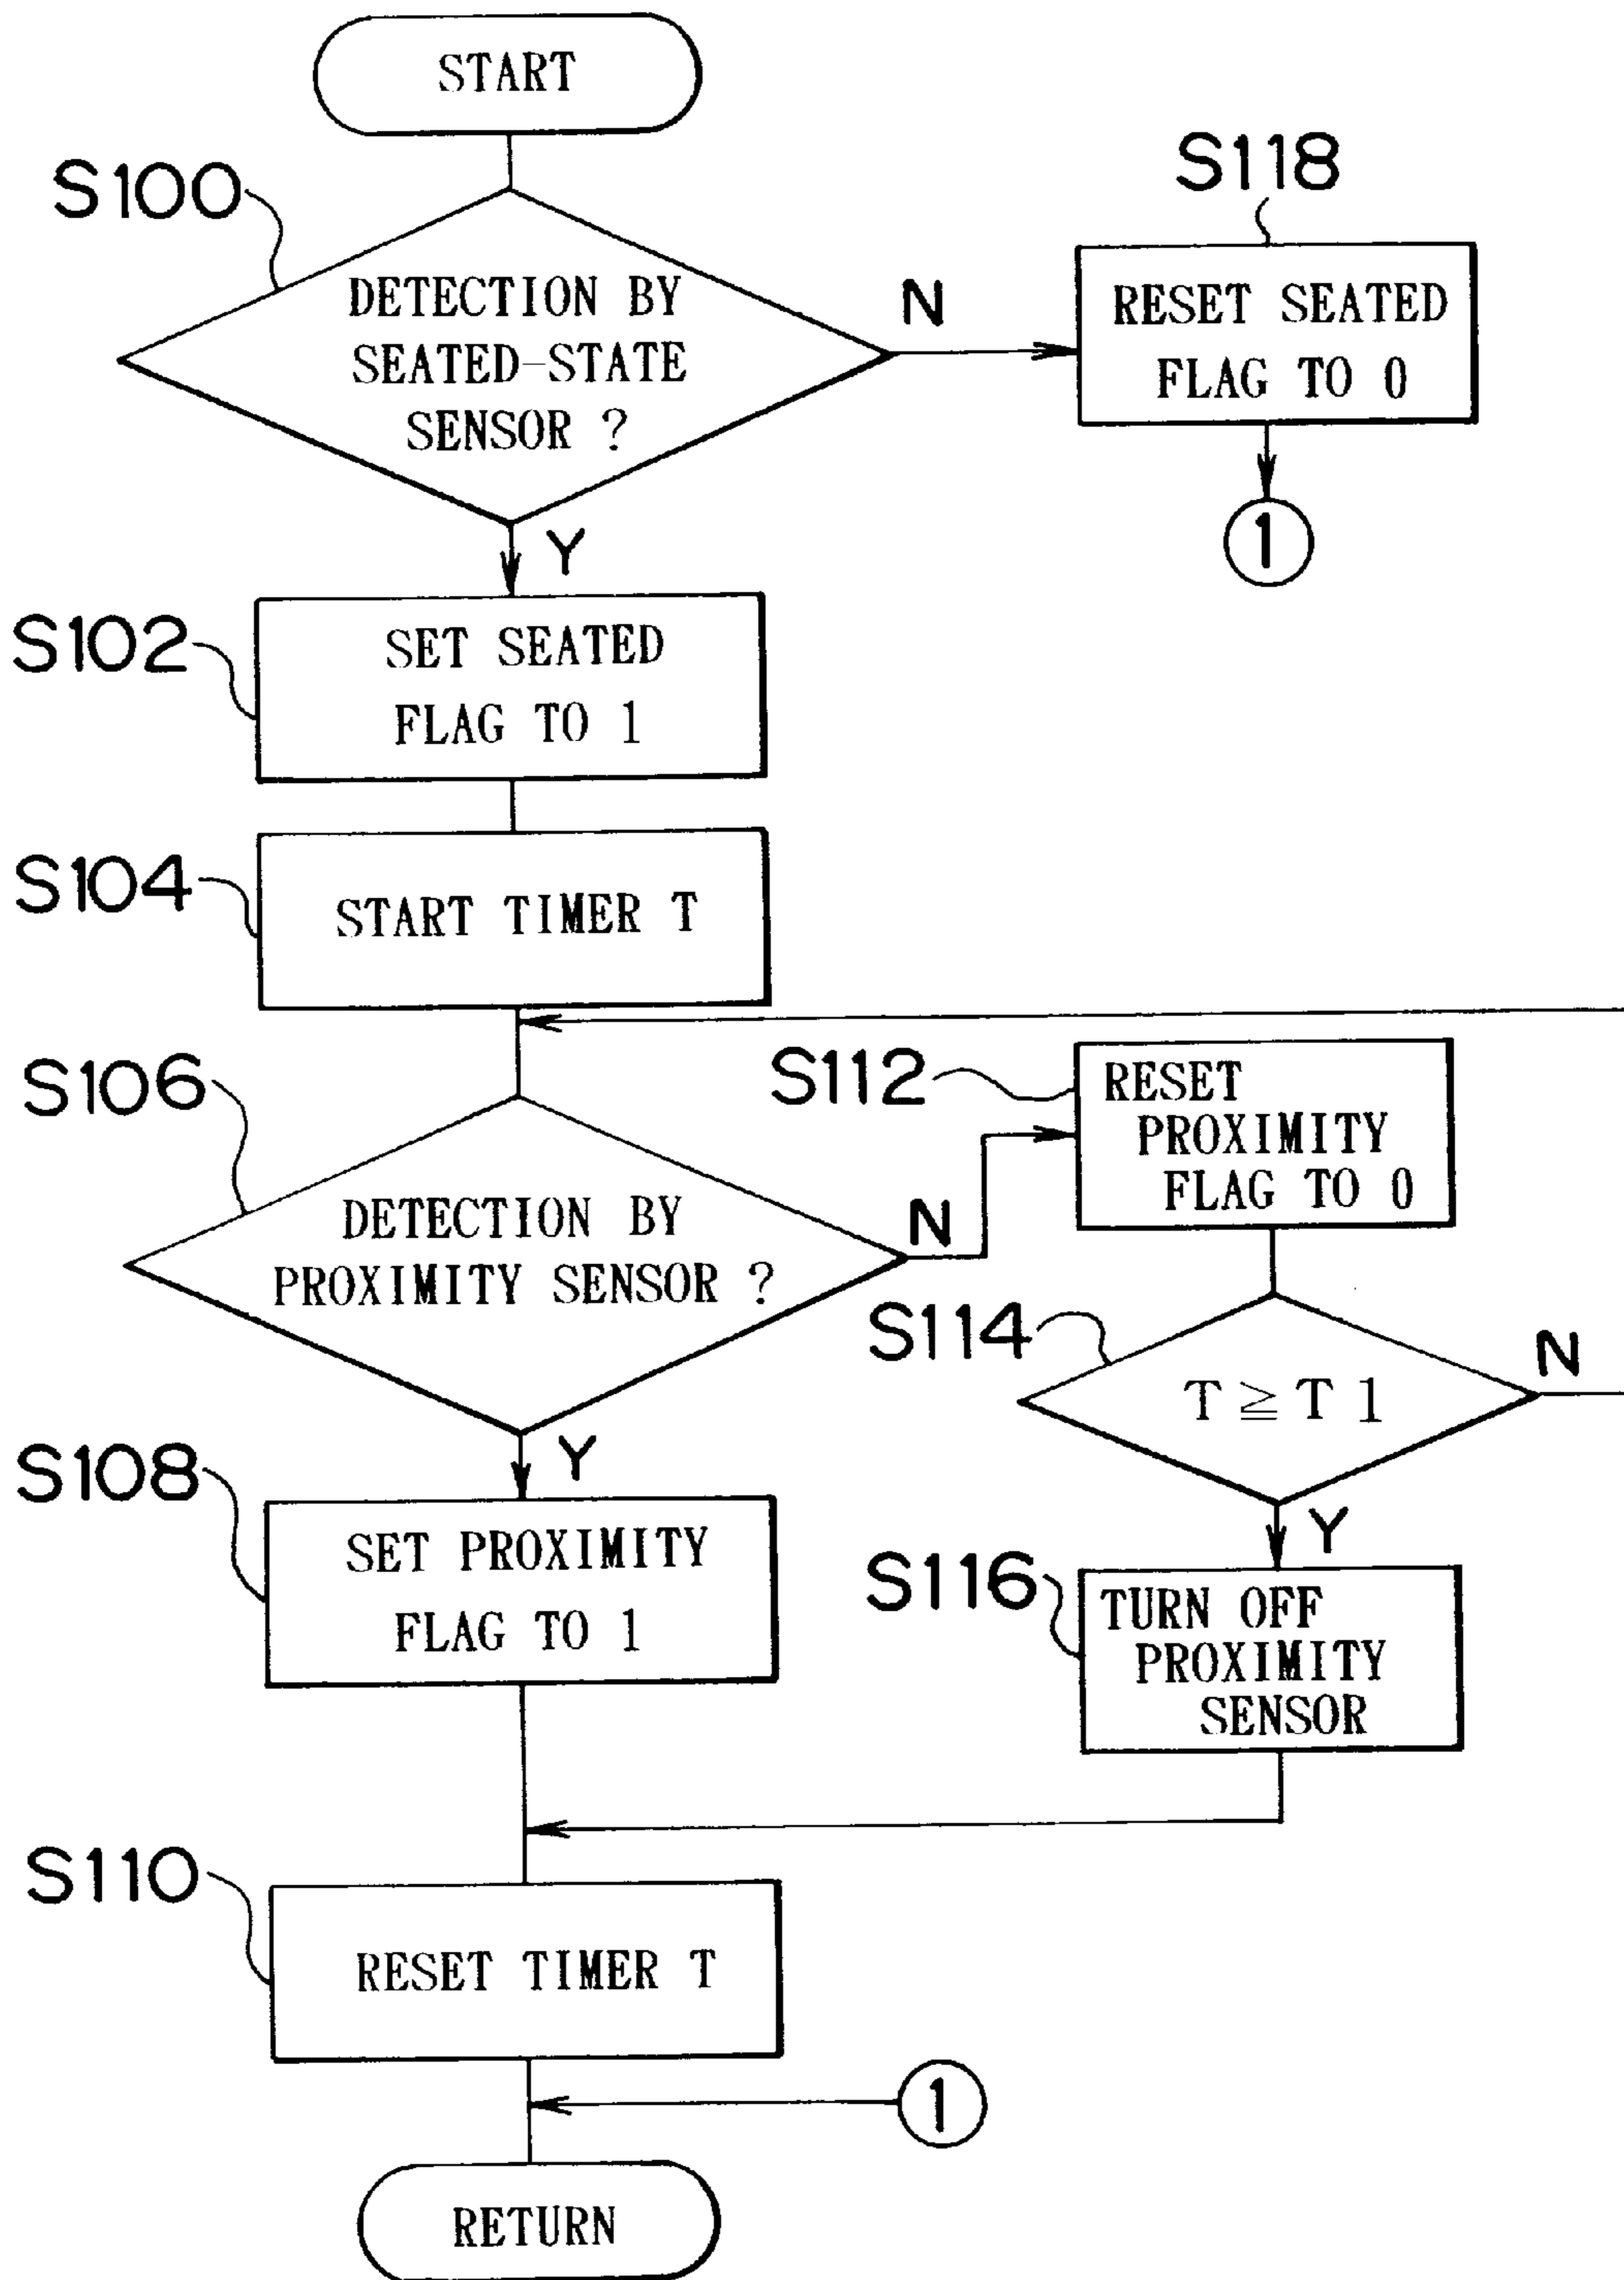 START
S100
DETECTION BY
SEATED-STATE
SENSOR ?
N
S118
RESET SEATED
FLAG TO 0
1
Y
S102
SET SEATED
FLAG TO 1
S104
START TIMER T
S106
DETECTION BY
PROXIMITY SENSOR ?
N
S112
RESET
PROXIMITY
FLAG TO 0
S114
T ≧ T 1
N
Y
S108
SET PROXIMITY
FLAG TO 1
Y
S116
TURN OFF
PROXIMITY
SENSOR
S110
RESET TIMER T
1
RETURN